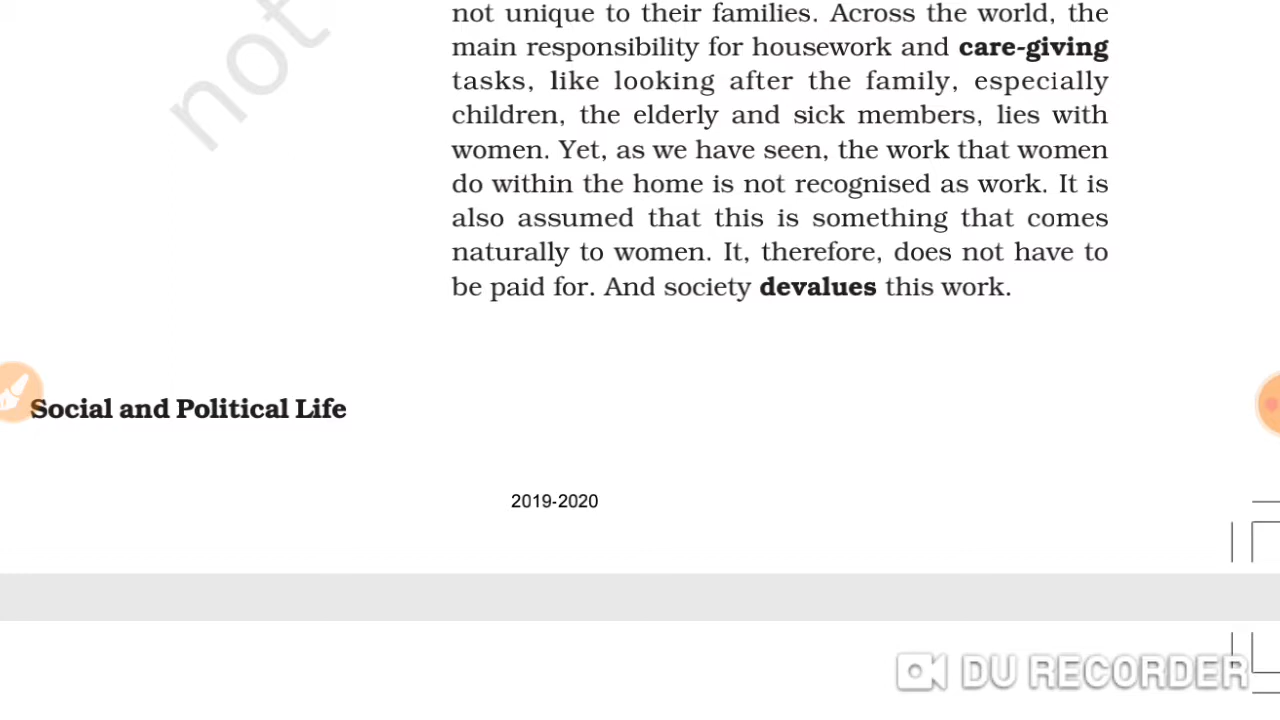 not unique to their families. Across the world, the
main responsibility for housework and care-giving
tasks, like looking after the family, especially
children, the elderly and sick members, lies with
women. Yet, as we have seen, the work that women
do within the home is not recognised as work. It is
also assumed that this is something that comes
naturally to women. It, therefore, does not have to
be paid for. And society devalues this work.
not
Social and Political Life
2019-2020
DU RECORDER